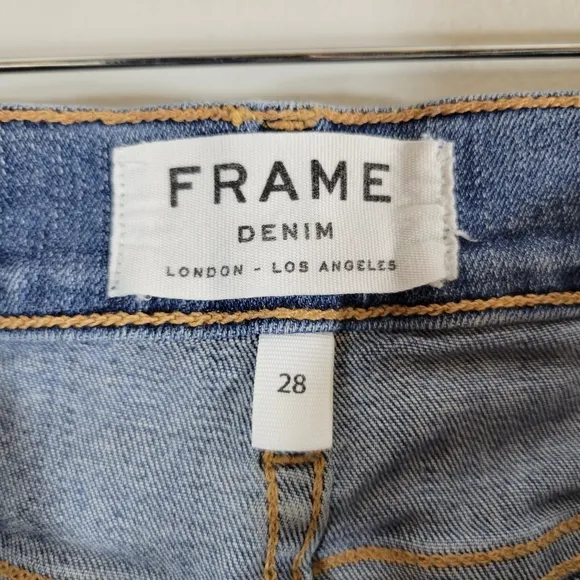 FRAME
DENIM
LONDON - LOS ANGELES
28